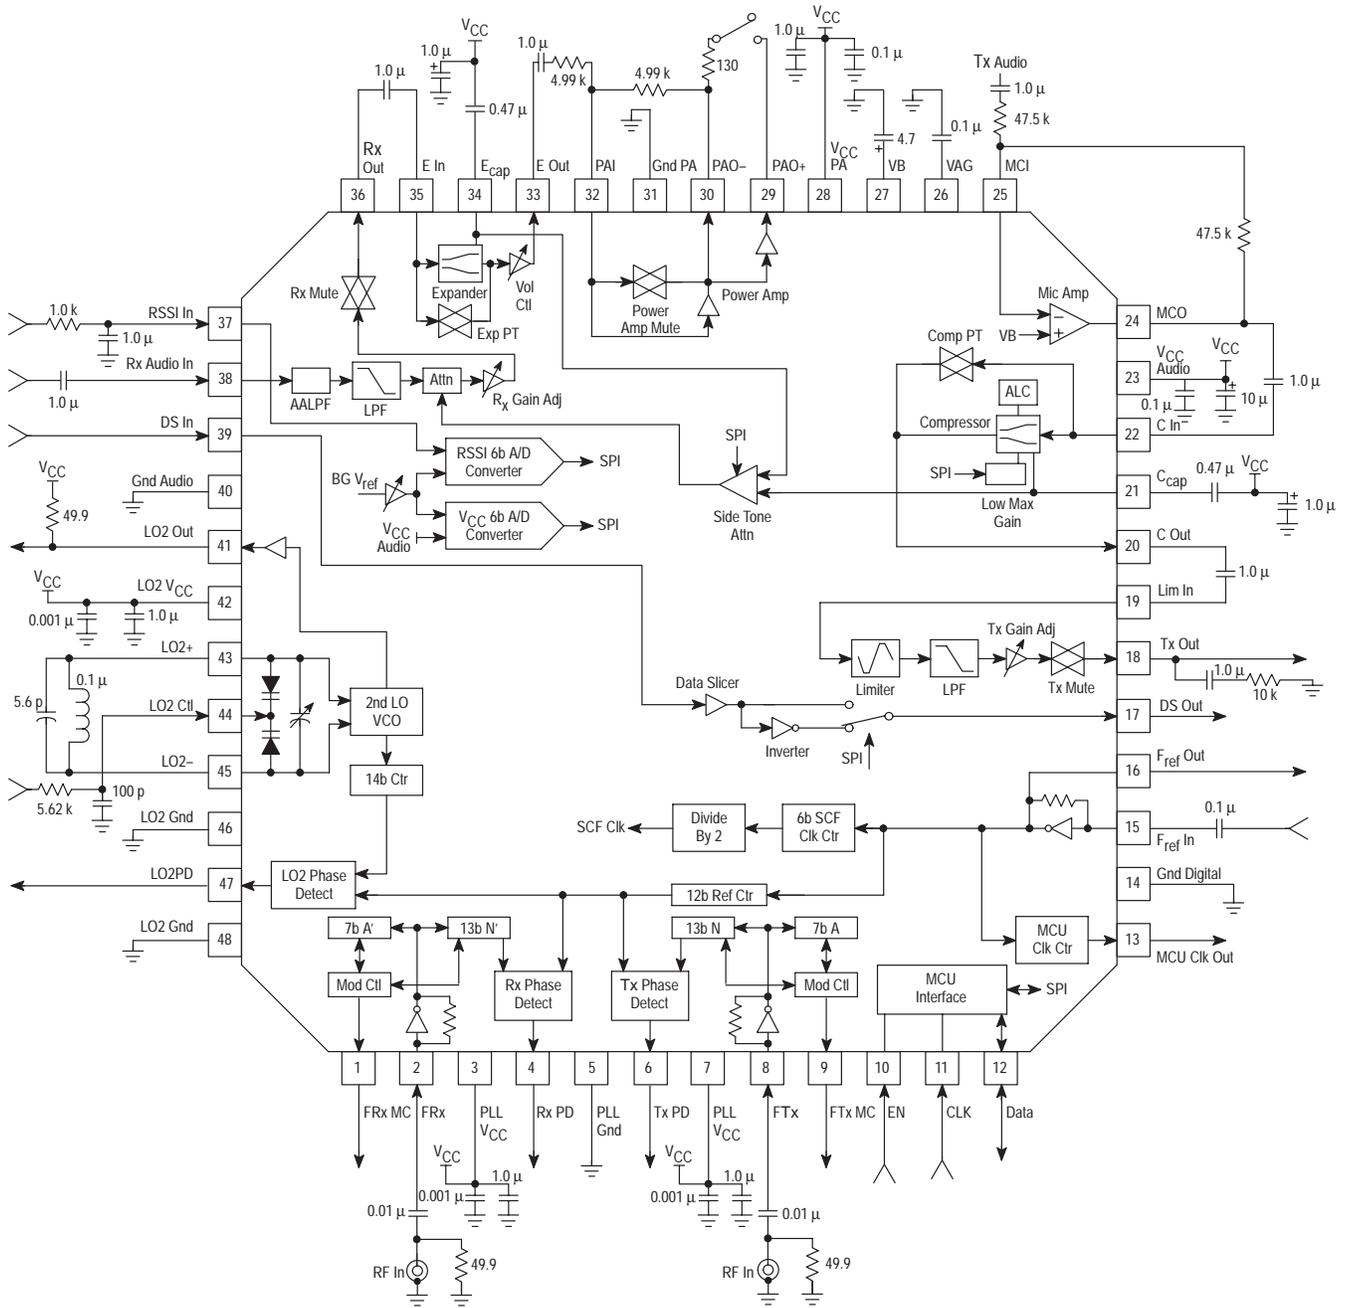 VCC
1.0 µ
1.0 µ
0.47 µ
1.0 µ
4.99 k
4.99 k
130
1.0 µ
VCC
0.1 µ
4.7
0.1 µ
Tx Audio
1.0 µ
47.5 k
47.5 k
Rx Out
E In
Ecap
E Out
PAI
Gnd PA
PAO–
PAO+
VCC PA
VB
VAG
MCI
36
35
34
33
32
31
30
29
28
27
26
25
Rx Mute
Expander
Exp PT
Vol Ctl
Power Amp Mute
Power Amp
Mic Amp
VB
–
+
Comp PT
ALC
Compressor
SPI
Low Max Gain
1.0 k
1.0 µ
RSSI In
37
Rx Audio In
38
1.0 µ
DS In
39
Gnd Audio
40
VCC
49.9
LO2 Out
41
VCC
LO2 VCC
42
0.001 µ
1.0 µ
LO2+
43
0.1 µ
5.6 p
LO2 Ctl
44
LO2–
45
5.62 k
100 p
LO2 Gnd
46
LO2PD
47
LO2 Gnd
48
AALPF
LPF
Attn
Rx Gain Adj
BG Vref
RSSI 6b A/D Converter
SPI
VCC Audio
VCC 6b A/D Converter
SPI
SPI
Side Tone Attn
2nd LO VCO
14b Ctr
LO2 Phase Detect
Data Slicer
Inverter
SPI
Limiter
LPF
Tx Gain Adj
Tx Mute
SCF Clk
Divide By 2
6b SCF Clk Ctr
12b Ref Ctr
7b A'
13b N'
Mod Ctl
Rx Phase Detect
Tx Phase Detect
13b N
7b A
Mod Ctl
MCU Clk Ctr
MCU Interface
SPI
24
MCO
23
VCC Audio
VCC
0.1 µ
+
10 µ
1.0 µ
22
C In
21
Ccap
0.47 µ
VCC
+
1.0 µ
20
C Out
1.0 µ
19
Lim In
18
Tx Out
1.0 µ
10 k
17
DS Out
16
Fref Out
15
Fref In
0.1 µ
14
Gnd Digital
13
MCU Clk Out
1
2
3
4
5
6
7
8
9
10
11
12
FRx MC
FRx
PLL VCC
Rx PD
PLL Gnd
Tx PD
PLL VCC
FTx
FTx MC
EN
CLK
Data
VCC
0.001 µ
1.0 µ
0.01 µ
RF In
49.9
VCC
0.001 µ
1.0 µ
0.01 µ
RF In
49.9